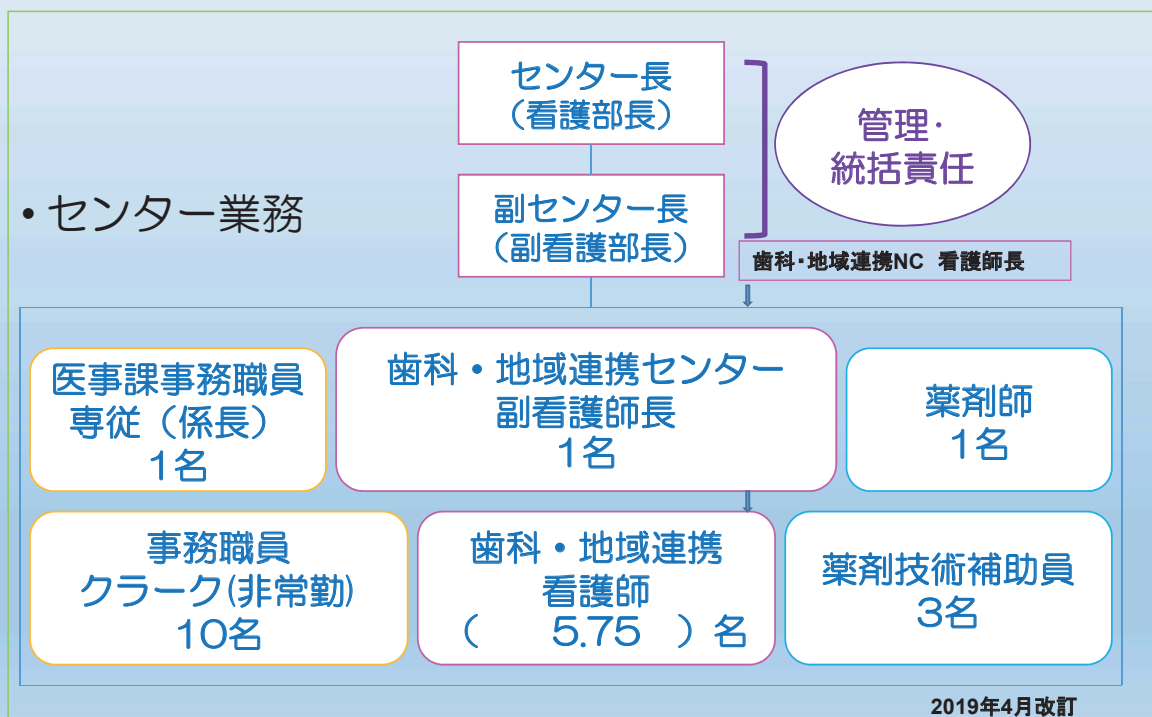 センター長
（看護部長）
管理・
統括責任
・センター業務
副センター長
（副看護部長）
歯科・地域連携NC 看護師長
医事課事務職員
専従（係長）
1名
歯科・地域連携センター
副看護師長
1名
薬剤師
1名
事務職員
クラーク(非常勤)
10名
歯科・地域連携
看護師
（　　5.75　）名
薬剤技術補助員
3名
2019年4月改訂